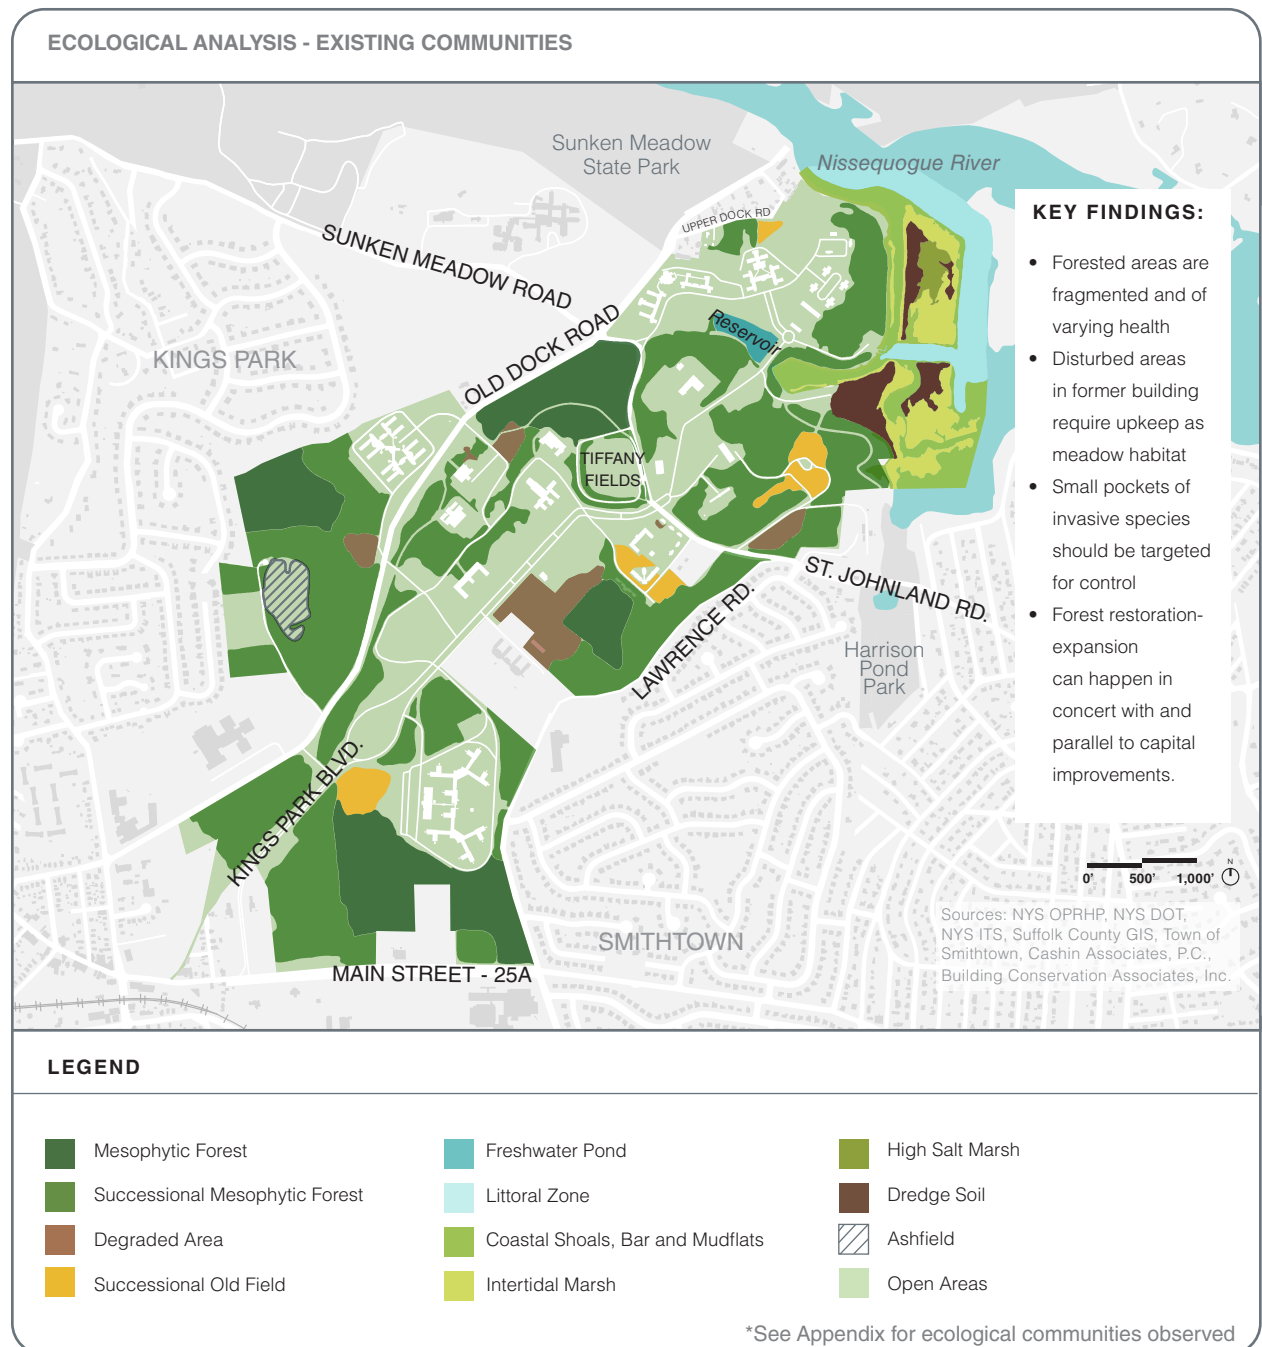 ECOLOGICAL ANALYSIS - EXISTING COMMUNITIES
Sunken Meadow
State Park
Nissequogue River
UPPER DOCK RD
SUNKEN MEADOW ROAD
OLD DOCK ROAD
Reservoir
KINGS PARK
TIFFANY
FIELDS
ST. JOHNLAND RD.
LAWRENCE RD.
Harrison
Pond
Park
KINGS PARK BLVD.
SMITHTOWN
MAIN STREET - 25A
KEY FINDINGS:
• Forested areas are
fragmented and of
varying health
• Disturbed areas
in former building
require upkeep as
meadow habitat
• Small pockets of
invasive species
should be targeted
for control
• Forest restoration-
expansion
can happen in
concert with and
parallel to capital
improvements.
N
0' 500' 1,000'
Sources: NYS OPRHP, NYS DOT,
NYS ITS, Suffolk County GIS, Town of
Smithtown, Cashin Associates, P.C.,
Building Conservation Associates, Inc.
LEGEND
Mesophytic Forest
Successional Mesophytic Forest
Degraded Area
Successional Old Field
Freshwater Pond
Littoral Zone
Coastal Shoals, Bar and Mudflats
Intertidal Marsh
High Salt Marsh
Dredge Soil
Ashfield
Open Areas
*See Appendix for ecological communities observed